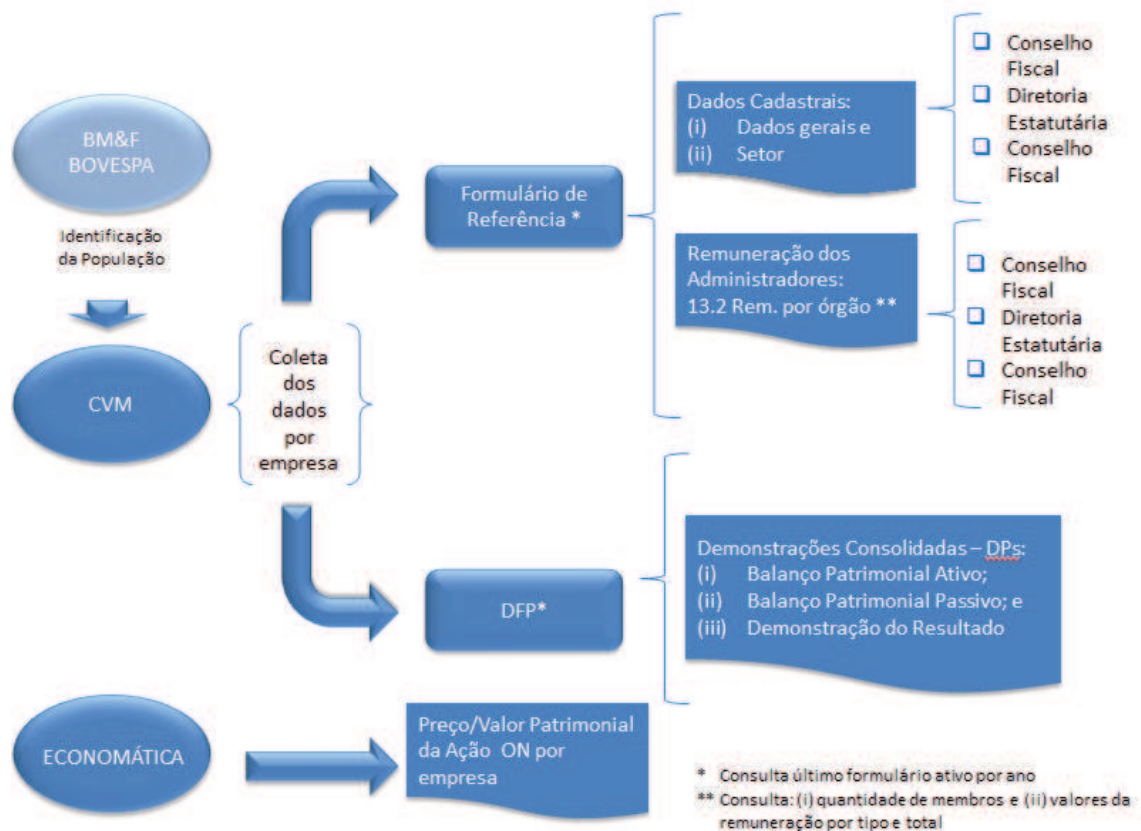 BM&F
BOVESPA
Identificação
da População
CVM
Coleta
dos
dados
por
empresa
Formulário de
Referência *
Dados Cadastrais:
(i) Dados gerais e
(ii) Setor
❑ Conselho
Fiscal
❑ Diretoria
Estatutária
❑ Conselho
Fiscal
Remuneração dos
Administradores:
13.2 Rem. por órgão **
❑ Conselho
Fiscal
❑ Diretoria
Estatutária
❑ Conselho
Fiscal
DFP*
Demonstrações Consolidadas – DPs:
(i) Balanço Patrimonial Ativo;
(ii) Balanço Patrimonial Passivo; e
(iii) Demonstração do Resultado
ECONOMÁTICA
Preço/Valor Patrimonial
da Ação ON por
empresa
* Consulta último formulário ativo por ano
** Consulta: (i) quantidade de membros e (ii) valores da
remuneração por tipo e total